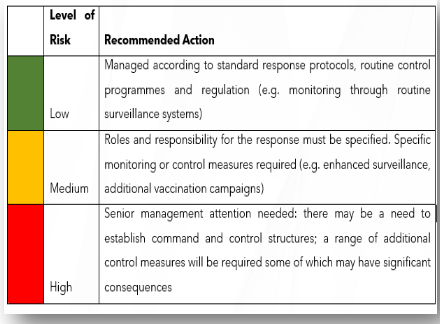 Level of
Risk
Recommended Action
Managed according to standard response protocols, routine control
programmes and regulation (e.g. monitoring through routine
Low
surveillance systems)
Roles and responsibility for the response must be specified. Specific
monitoring or control measures required (e.g. enhanced surveillance,
Medium
additional vaccination campaigns)
Senior management attention needed: there may be a need to
establish command and control structures; a range of additional
control measures will be required some of which may have significant
High
consequences